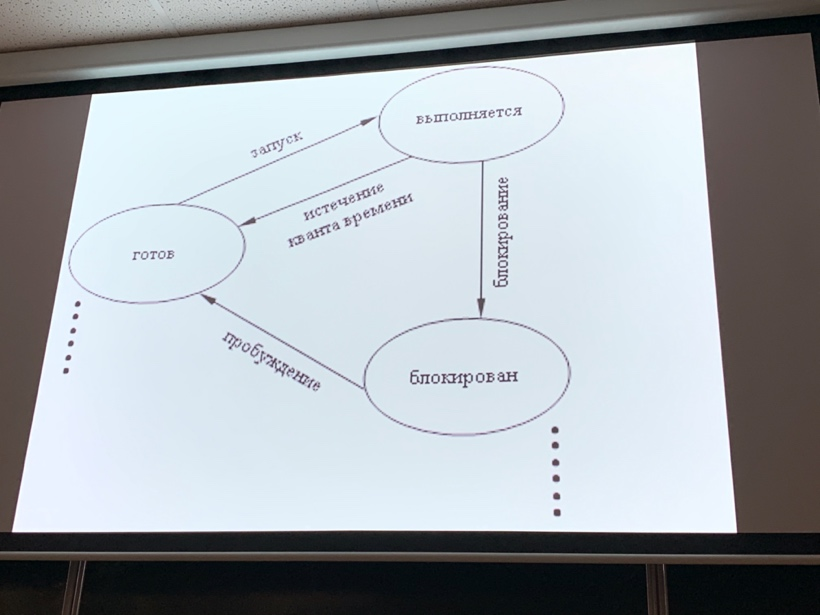 выполняется
запуск
истечение
кванта времени
блокирование
готов
пробуждение
блокирован